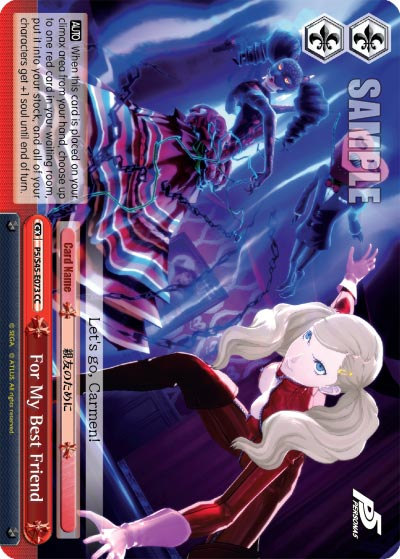 SAMPLE
[AUTO] When this card is placed on your
climax area from your hand, choose up
to one red card in your waiting room,
put it into your stock, and all of your
characters get +1 soul until end of turn.
Let's go, Carmen!
Card Name
親友のために
CX
P5/S45-E073 CC
For My Best Friend
© SEGA © ATLUS. All rights reserved.
P5
PERSONA5